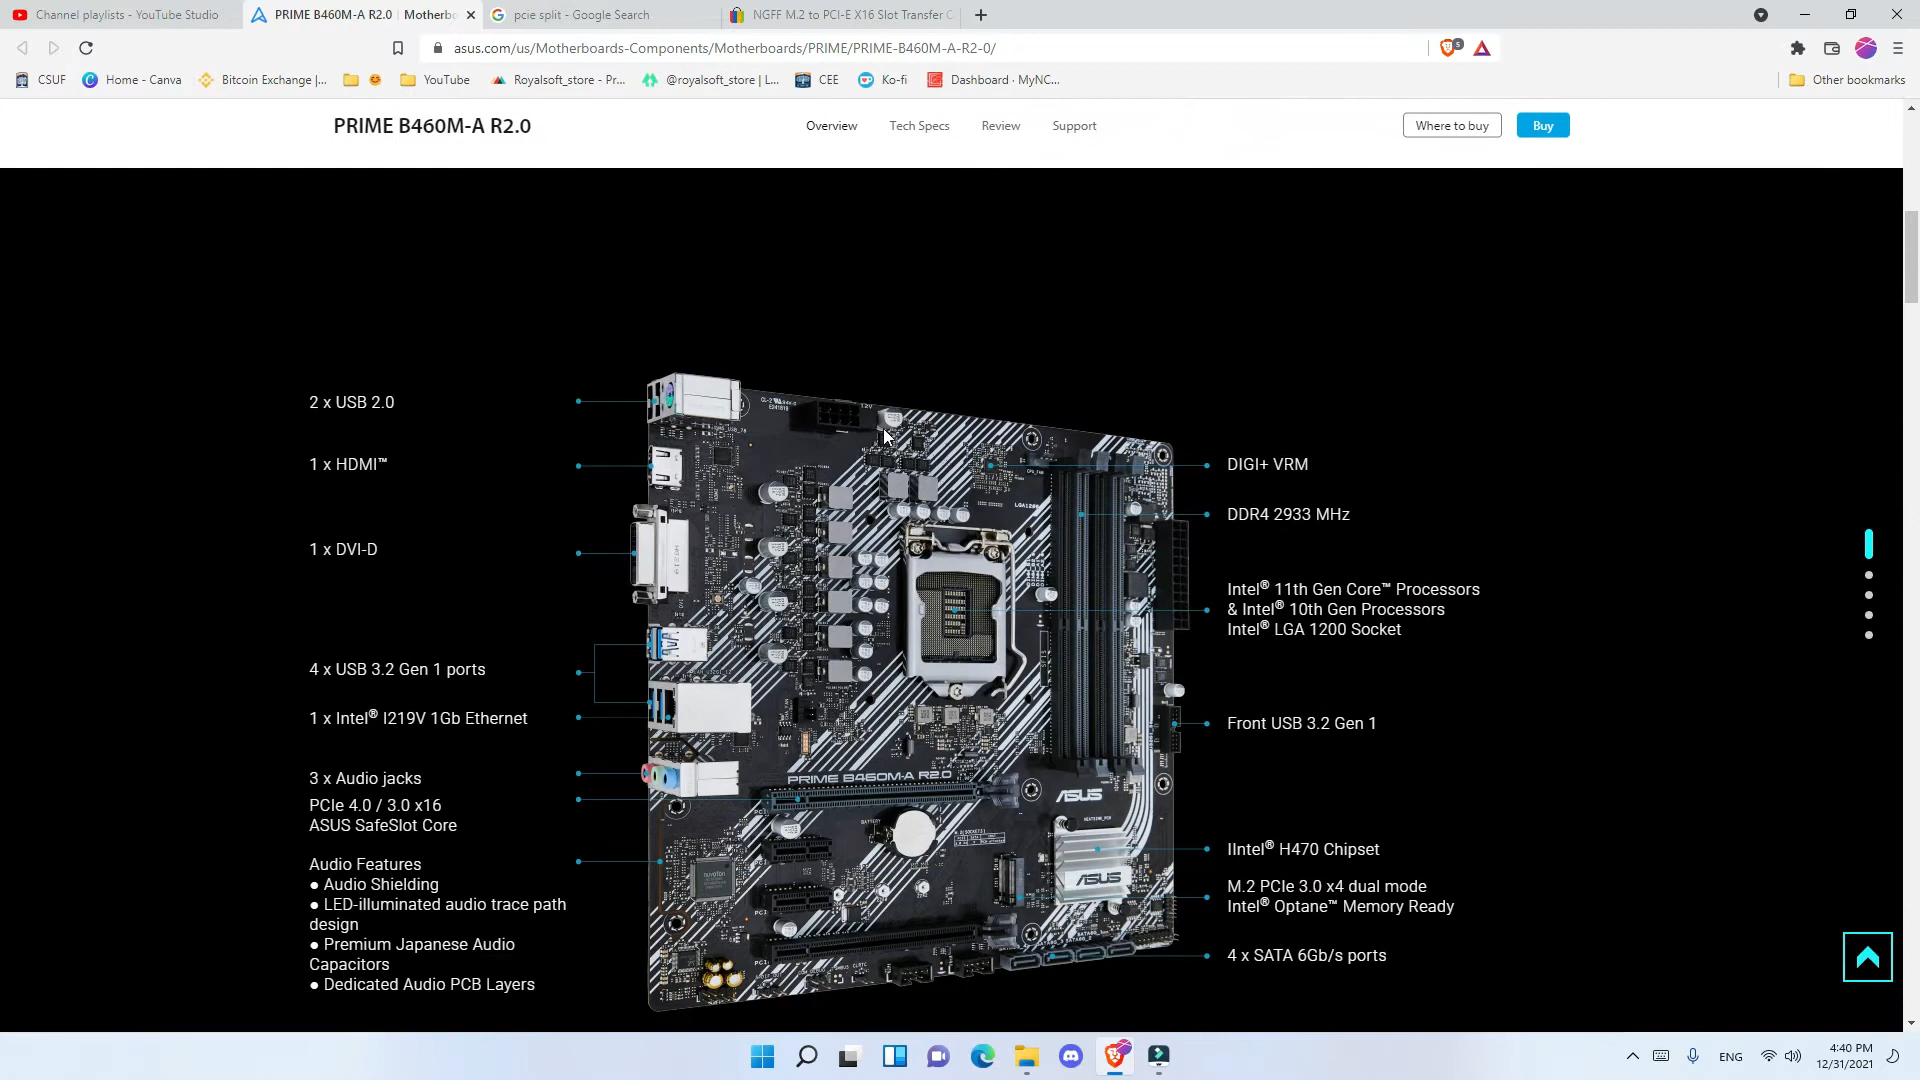 Channel playlists - YouTube Studio
PRIME B460M-A R2.0 | Motherbo
pcie split - Google Search
NGFF M.2 to PCI-E X16 Slot Transfer C
asus.com/us/Motherboards-Components/Motherboards/PRIME/PRIME-B460M-A-R2-0/
5
CSUF
Home - Canva
Bitcoin Exchange |...
YouTube
Royalsoft_store - Pr...
@royalsoft_store | L...
CEE
Ko-fi
Dashboard · MyNC...
Other bookmarks
PRIME B460M-A R2.0
Overview
Tech Specs
Review
Support
Where to buy
Buy
2 x USB 2.0
1 x HDMI™
1 x DVI-D
4 x USB 3.2 Gen 1 ports
1 x Intel® I219V 1Gb Ethernet
3 x Audio jacks
PCIe 4.0 / 3.0 x16
ASUS SafeSlot Core
Audio Features
● Audio Shielding
● LED-illuminated audio trace path
design
● Premium Japanese Audio
Capacitors
● Dedicated Audio PCB Layers
DIGI+ VRM
DDR4 2933 MHz
Intel® 11th Gen Core™ Processors
& Intel® 10th Gen Processors
Intel® LGA 1200 Socket
Front USB 3.2 Gen 1
IIntel® H470 Chipset
M.2 PCIe 3.0 x4 dual mode
Intel® Optane™ Memory Ready
4 x SATA 6Gb/s ports
PRIME B460M-A R2.0
ASUS
ASUS
BATTERY
nuvoTon
ENG
4:40 PM
12/31/2021